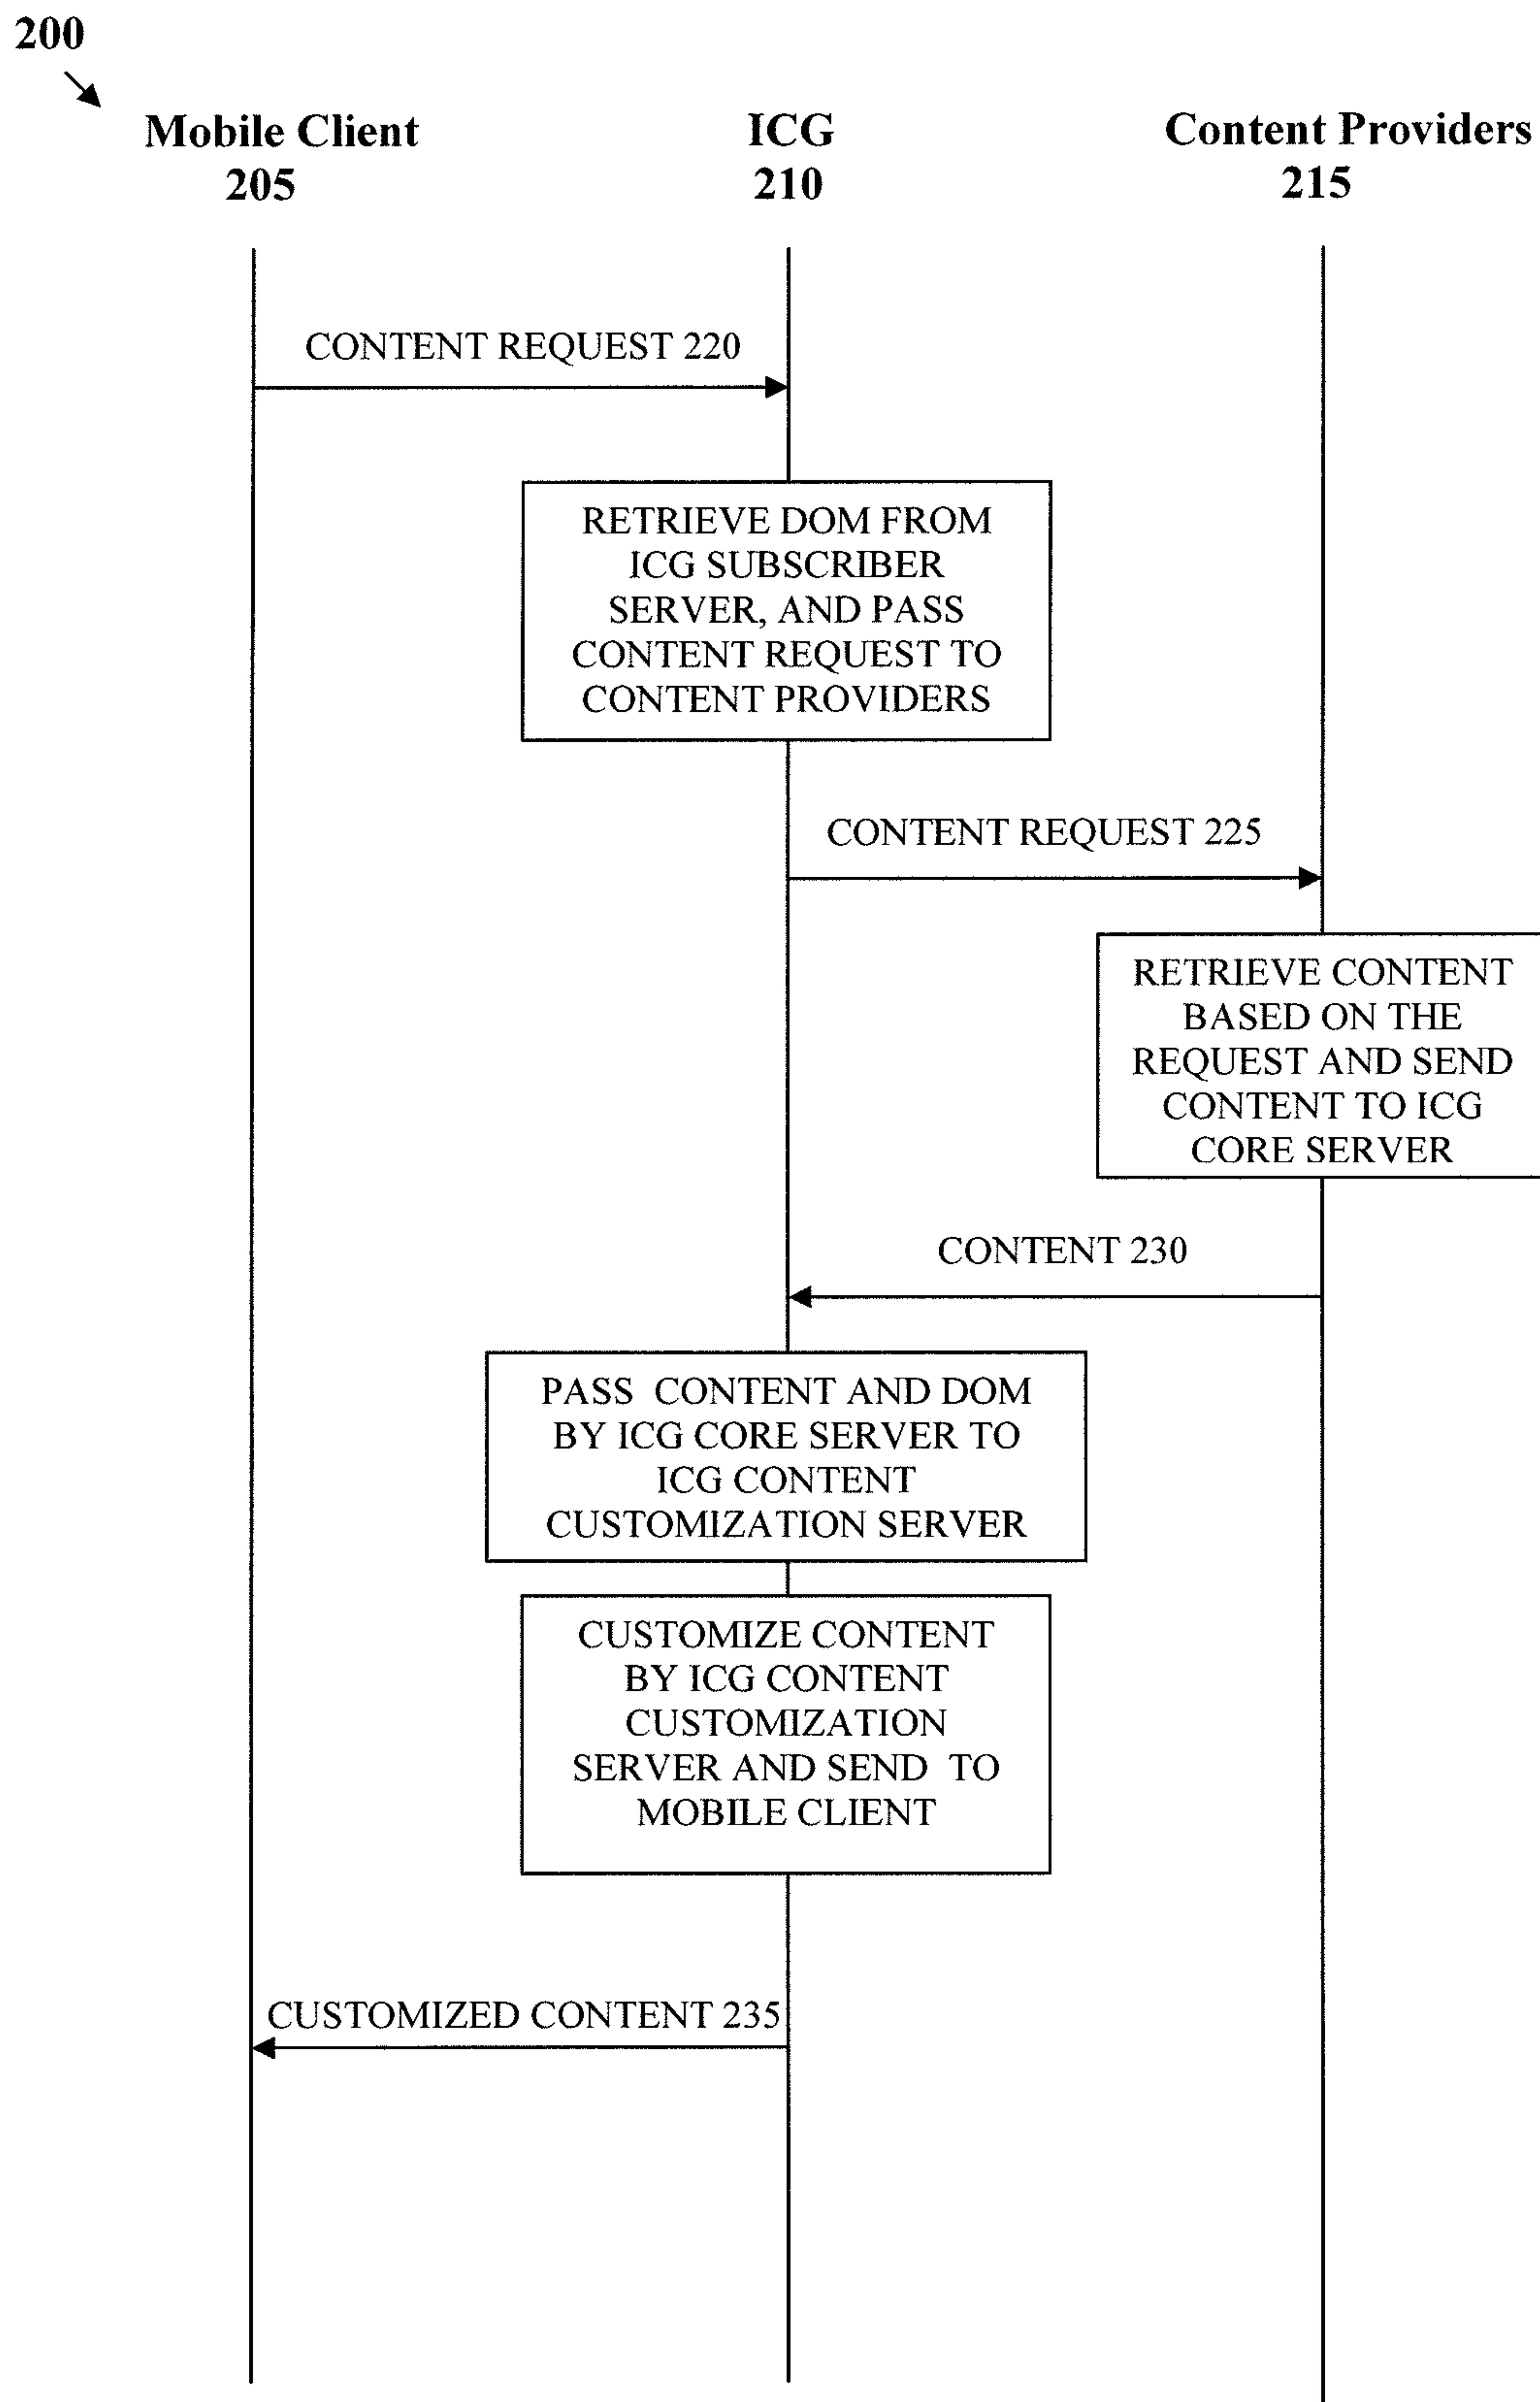 200
Mobile Client
205
ICG
210
Content Providers
215
CONTENT REQUEST 220
RETRIEVE DOM FROM
ICG SUBSCRIBER
SERVER, AND PASS
CONTENT REQUEST TO
CONTENT PROVIDERS
CONTENT REQUEST 225
RETRIEVE CONTENT
BASED ON THE
REQUEST AND SEND
CONTENT TO ICG
CORE SERVER
CONTENT 230
PASS CONTENT AND DOM
BY ICG CORE SERVER TO
ICG CONTENT
CUSTOMIZATION SERVER
CUSTOMIZE CONTENT
BY ICG CONTENT
CUSTOMIZATION
SERVER AND SEND TO
MOBILE CLIENT
CUSTOMIZED CONTENT 235